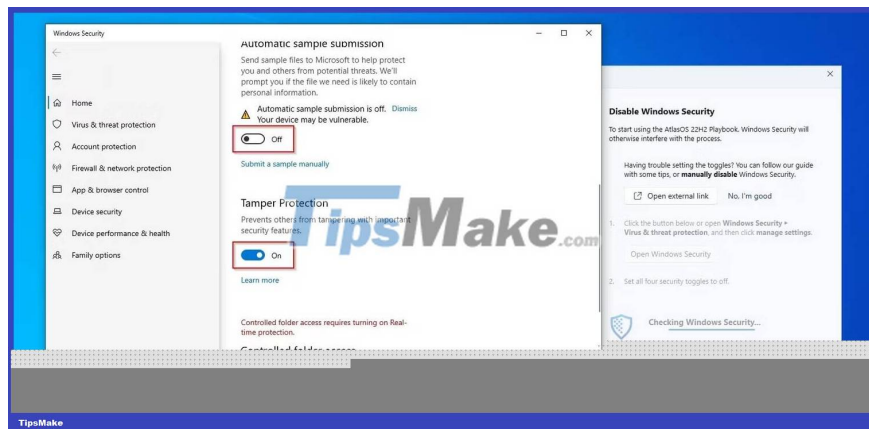 Windows Security
Automatic sample submission
Send sample files to Microsoft to help protect
you and others from potential threats. We'll
prompt you if the file we need is likely to contain
personal information.
Automatic sample submission is off. Dismiss
Your device may be vulnerable.
Off
Submit a sample manually
Tamper Protection
Prevents others from tampering with important
security features.
On
Learn more
Controlled folder access requires turning on Real-
time protection.
Controlled folder access
Home
Virus & threat protection
Account protection
Firewall & network protection
App & browser control
Device security
Device performance & health
Family options
Disable Windows Security
To start using the AtlasOS 22H2 Playbook. Windows Security will
otherwise interfere with the process.
Having trouble setting the toggles? You can follow our guide
with some tips, or manually disable Windows Security.
Open external link No, I'm good
1. Click the button below or open Windows Security >
Virus & threat protection, and then click manage settings.
Open Windows Security
2. Set all four security toggles to off.
Checking Windows Security...
TipsMake.com
TipsMake